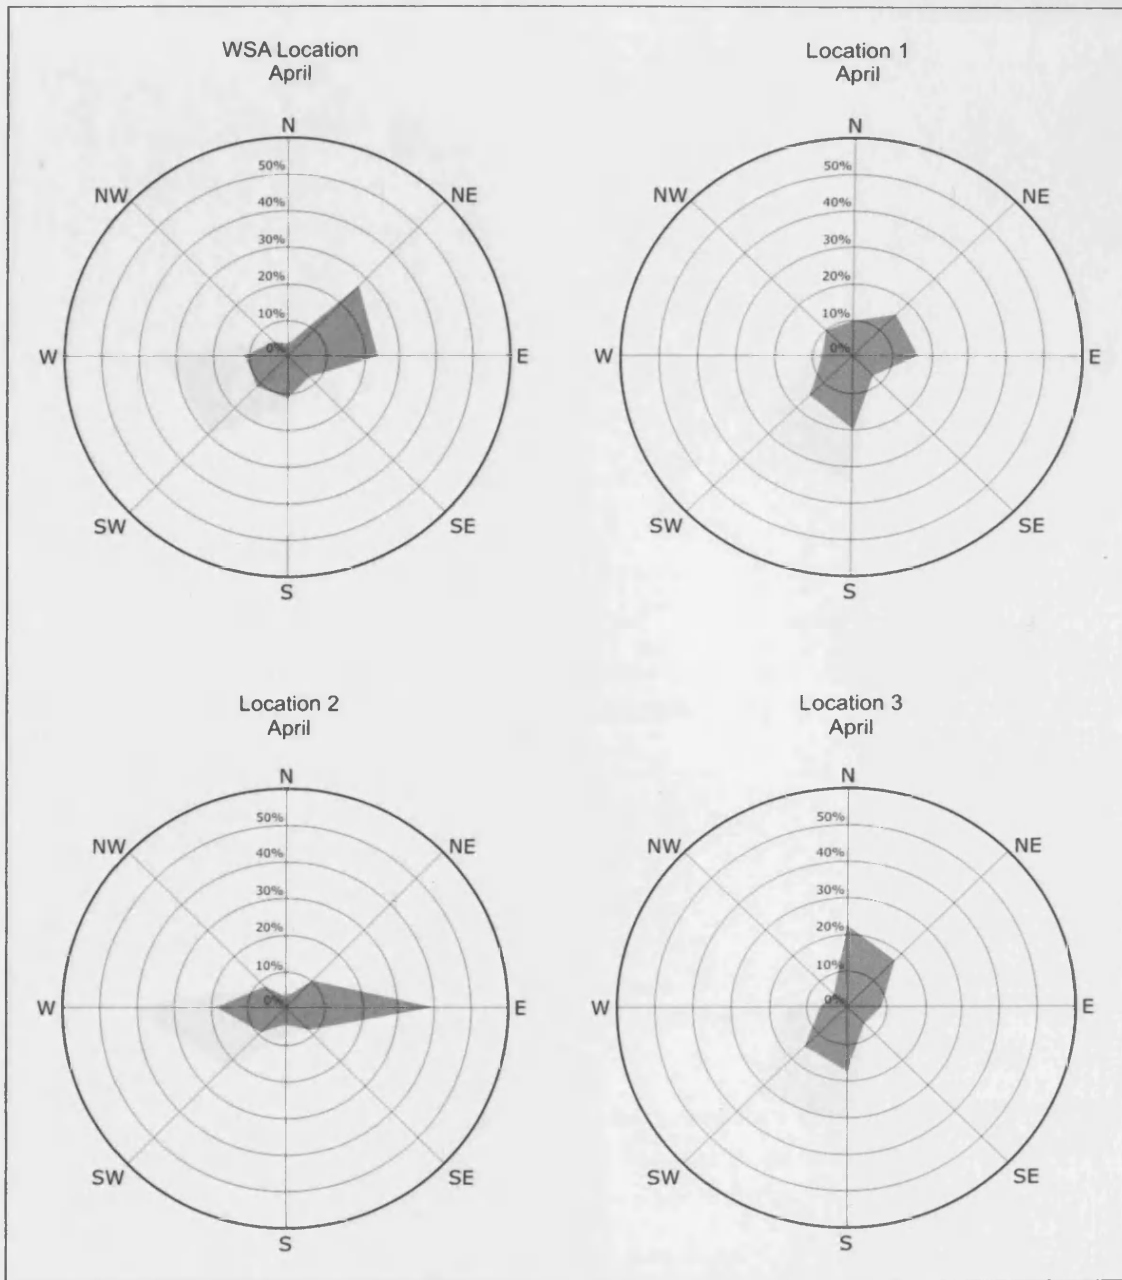 WSA Location
April
N
50%
40%
30%
20%
10%
0%
NW
NE
W
E
SW
SE
S
Location 1
April
N
50%
40%
30%
20%
10%
0%
NW
NE
W
E
SW
SE
S
Location 2
April
N
50%
40%
30%
20%
10%
0%
NW
NE
W
E
SW
SE
S
Location 3
April
N
50%
40%
30%
20%
10%
0%
NW
NE
W
E
SW
SE
S